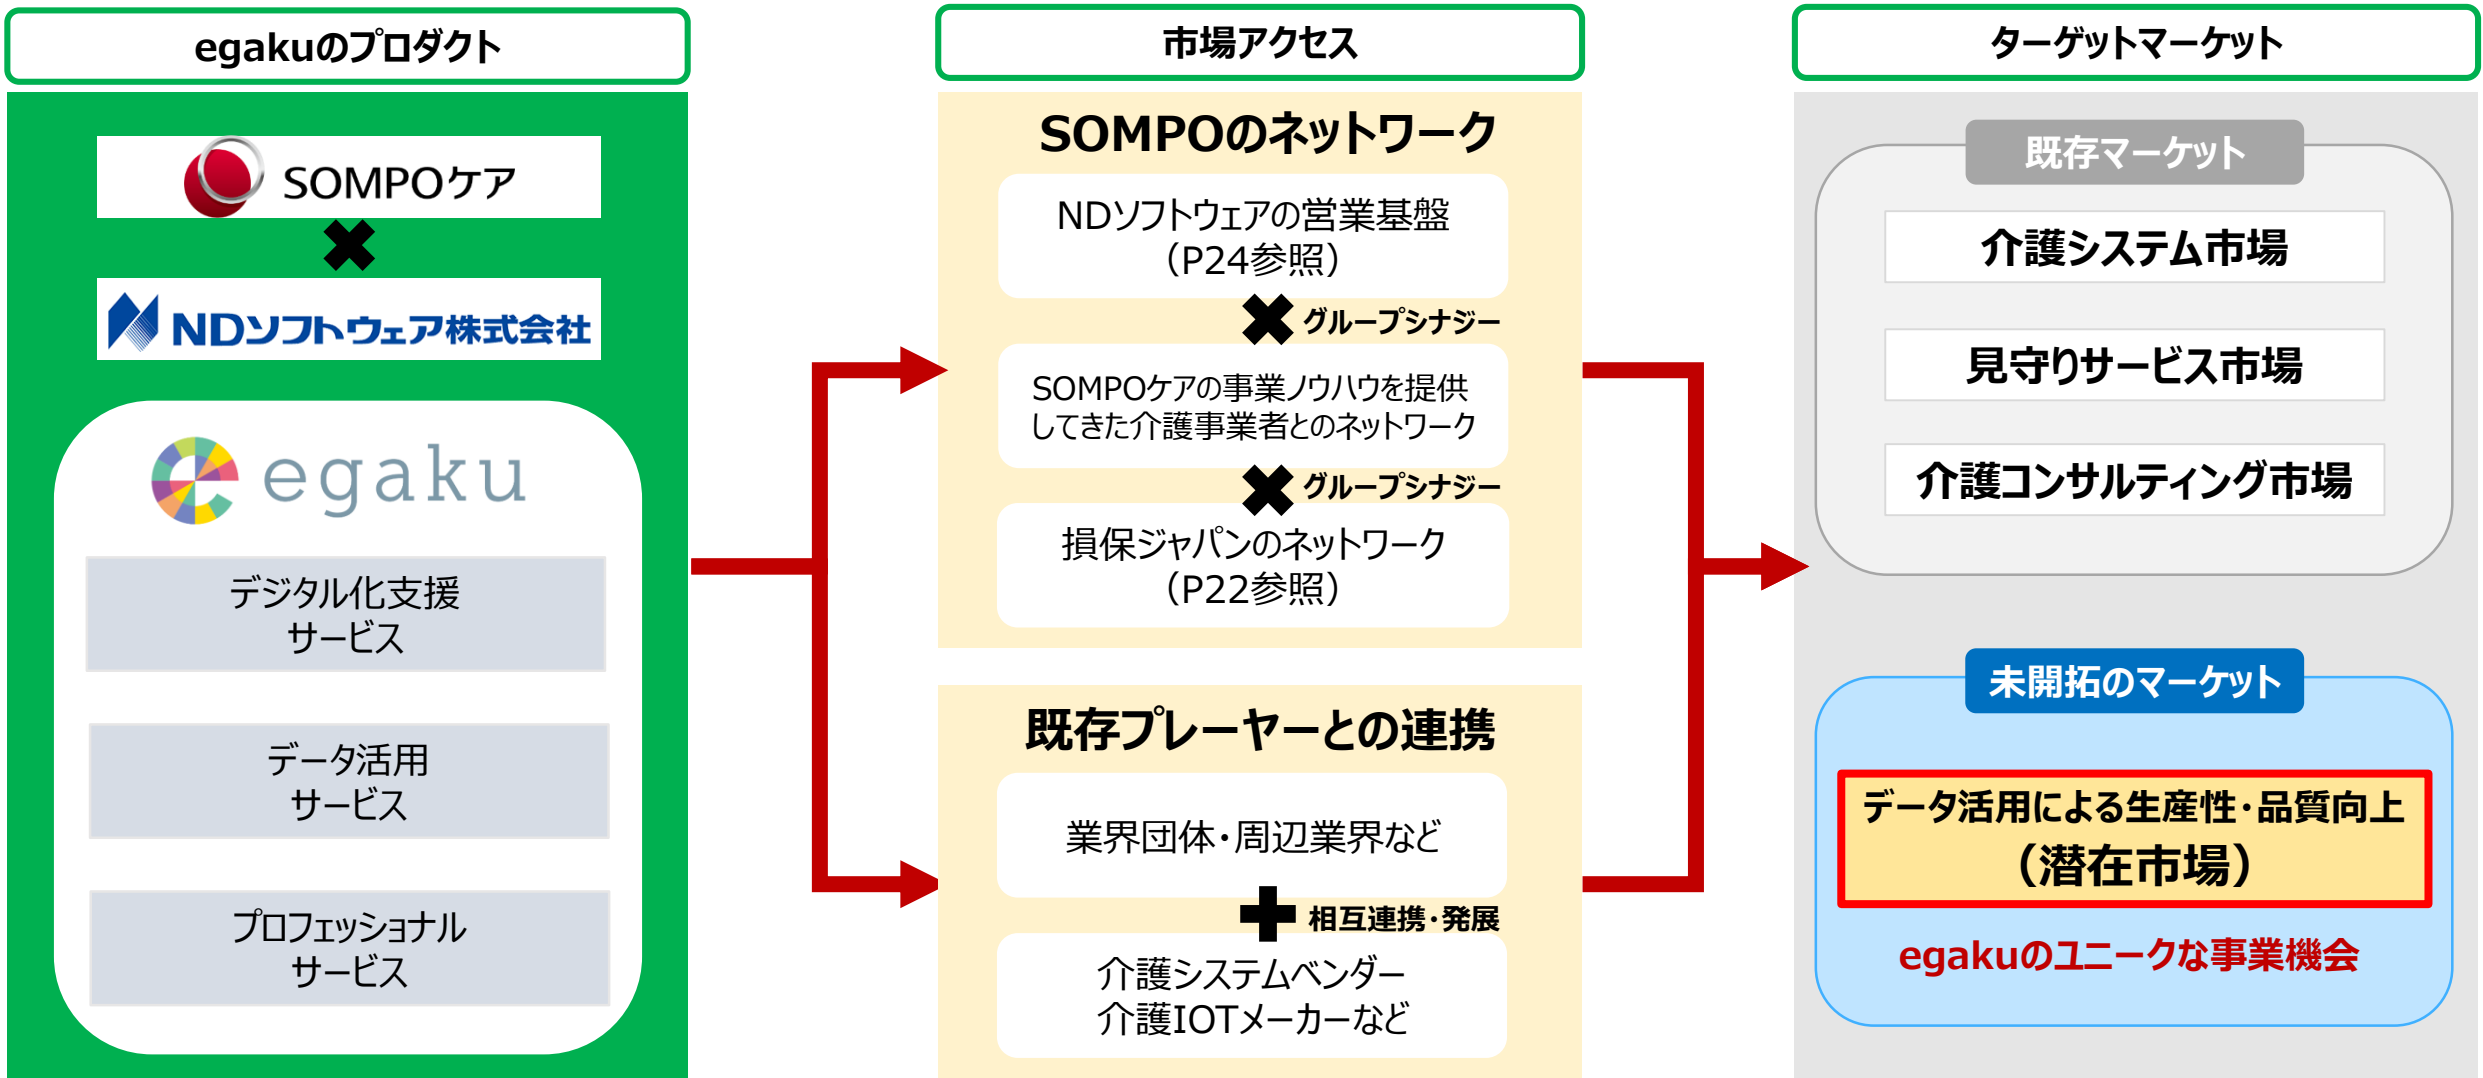 egakuのプロダクト
SOMPOケア
NDソフトウェア株式会社
egaku
デジタル化支援
サービス
データ活用
サービス
プロフェッショナル
サービス
市場アクセス
SOMPOのネットワーク
NDソフトウェアの営業基盤
（P24参照）
グループシナジー
SOMPOケアの事業ノウハウを提供
してきた介護事業者とのネットワーク
グループシナジー
損保ジャパンのネットワーク
（P22参照）
既存プレーヤーとの連携
業界団体・周辺業界など
相互連携・発展
介護システムベンダー
介護IOTメーカーなど
ターゲットマーケット
既存マーケット
介護システム市場
見守りサービス市場
介護コンサルティング市場
未開拓のマーケット
データ活用による生産性・品質向上
（潜在市場）
egakuのユニークな事業機会